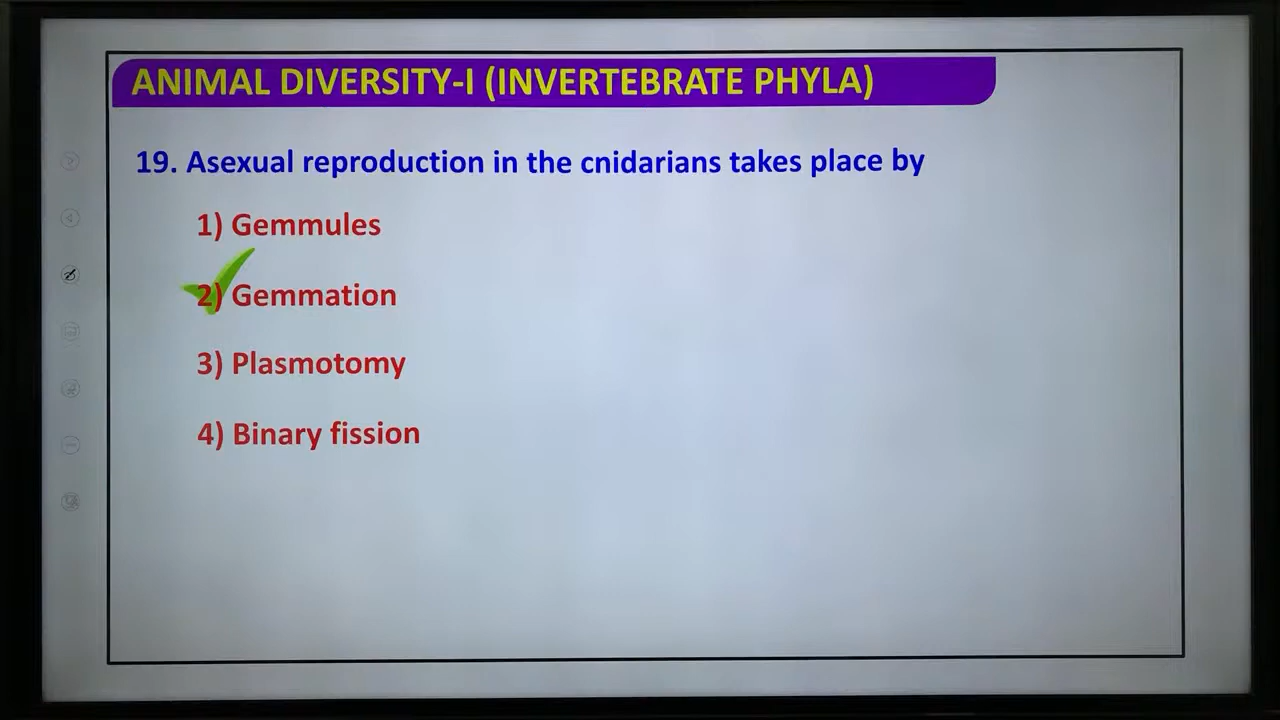 ANIMAL DIVERSITY-I (INVERTEBRATE PHYLA)
19. Asexual reproduction in the cnidarians takes place by
1) Gemmules
2) Gemmation
3) Plasmotomy
4) Binary fission